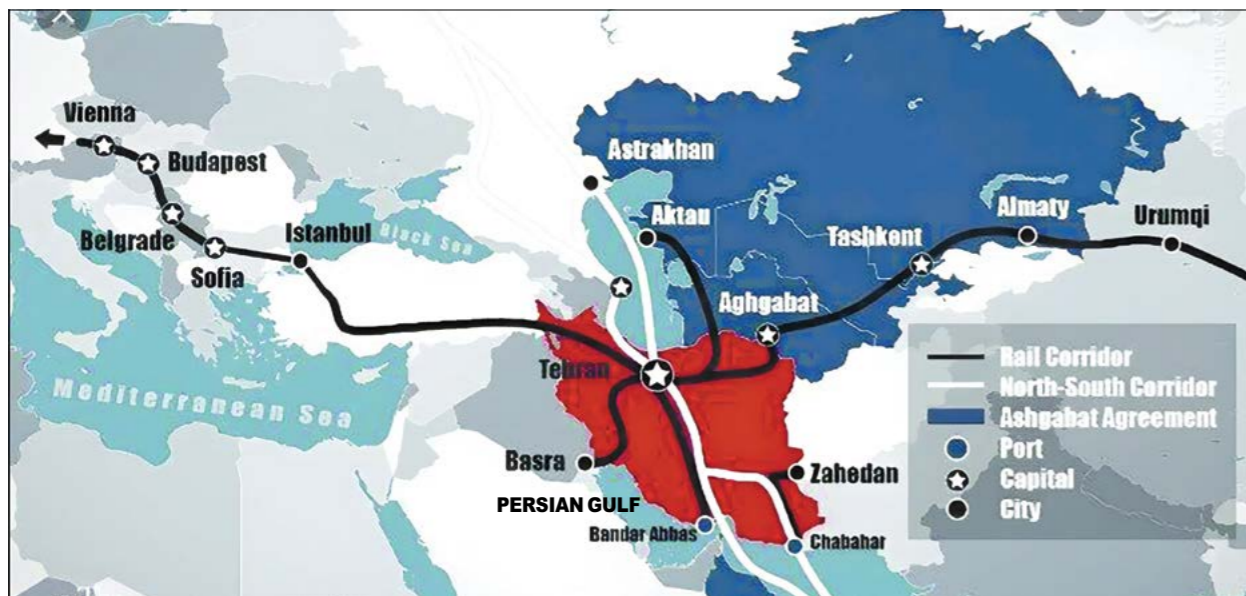 Vienna
Budapest
Belgrade
Sofia
Istanbul
Black Sea
Astrakhan
Aktau
Almaty
Urumqi
Tashkent
Aghgabat
Tehran
Mediterranean Sea
Basra
Zahedan
PERSIAN GULF
Bandar Abbas
Chabahar
Rail Corridor
North-South Corridor
Ashgabat Agreement
Port
Capital
City